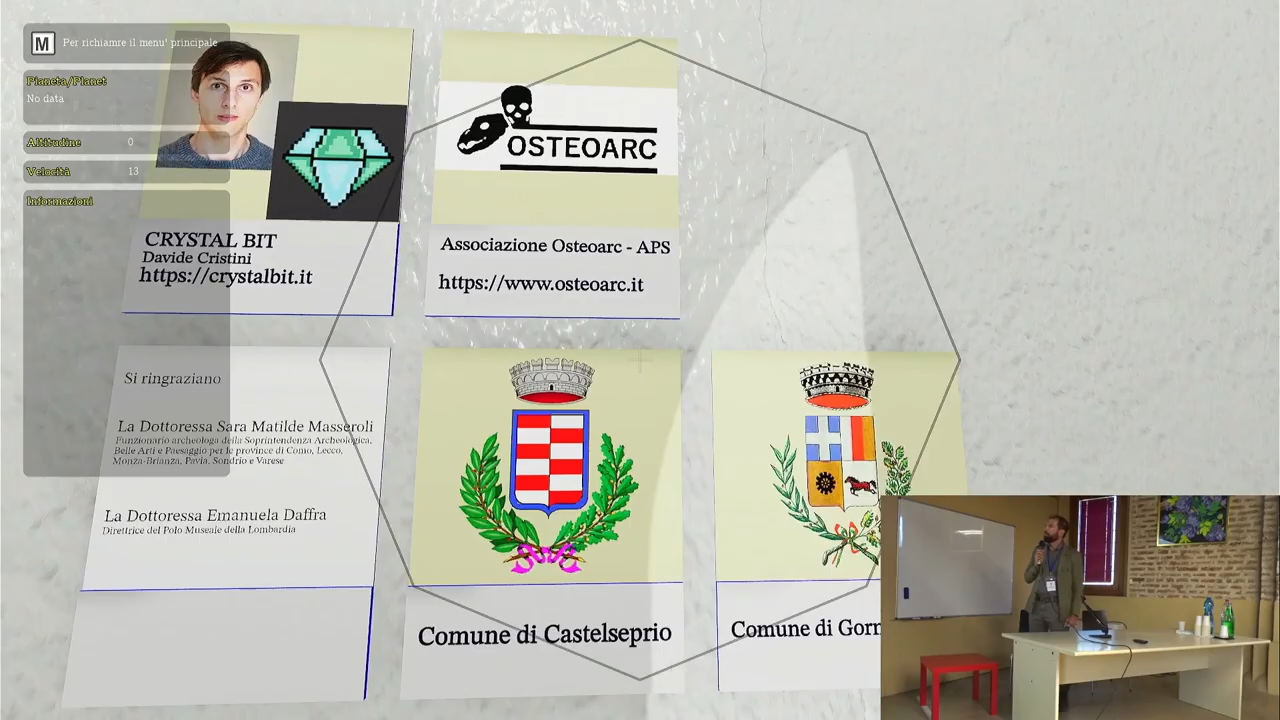 M
Per richiamre il menu' principale
Pianeta/Planet
No data
Altitudine 0
Velocità 13
Informazioni
CRYSTAL BIT
Davide Cristini
https://crystalbit.it
OSTEOARC
Associazione Osteoarc - APS
https://www.osteoarc.it
Si ringraziano
La Dottoressa Sara Matilde Masseroli
Funzionario archeologa della Soprintendenza Archeologica,
Belle Arti e Paesaggio per le province di Como, Lecco,
Monza-Brianza, Pavia, Sondrio e Varese
La Dottoressa Emanuela Daffra
Direttrice del Polo Museale della Lombardia
Comune di Castelseprio
Comune di Gorn